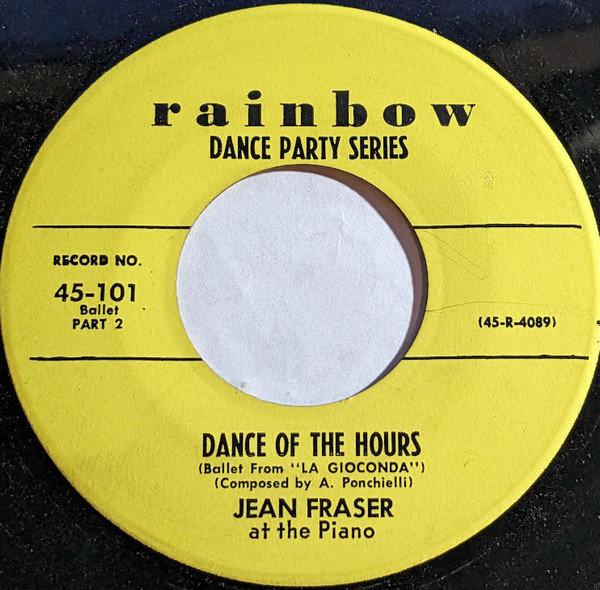 rainbow
DANCE PARTY SERIES
RECORD NO.
45-101
Ballet
PART 2
(45-R-4089)
DANCE OF THE HOURS
(Ballet From "LA GIOCONDA")
(Composed by A. Ponchielli)
JEAN FRASER
at the Piano